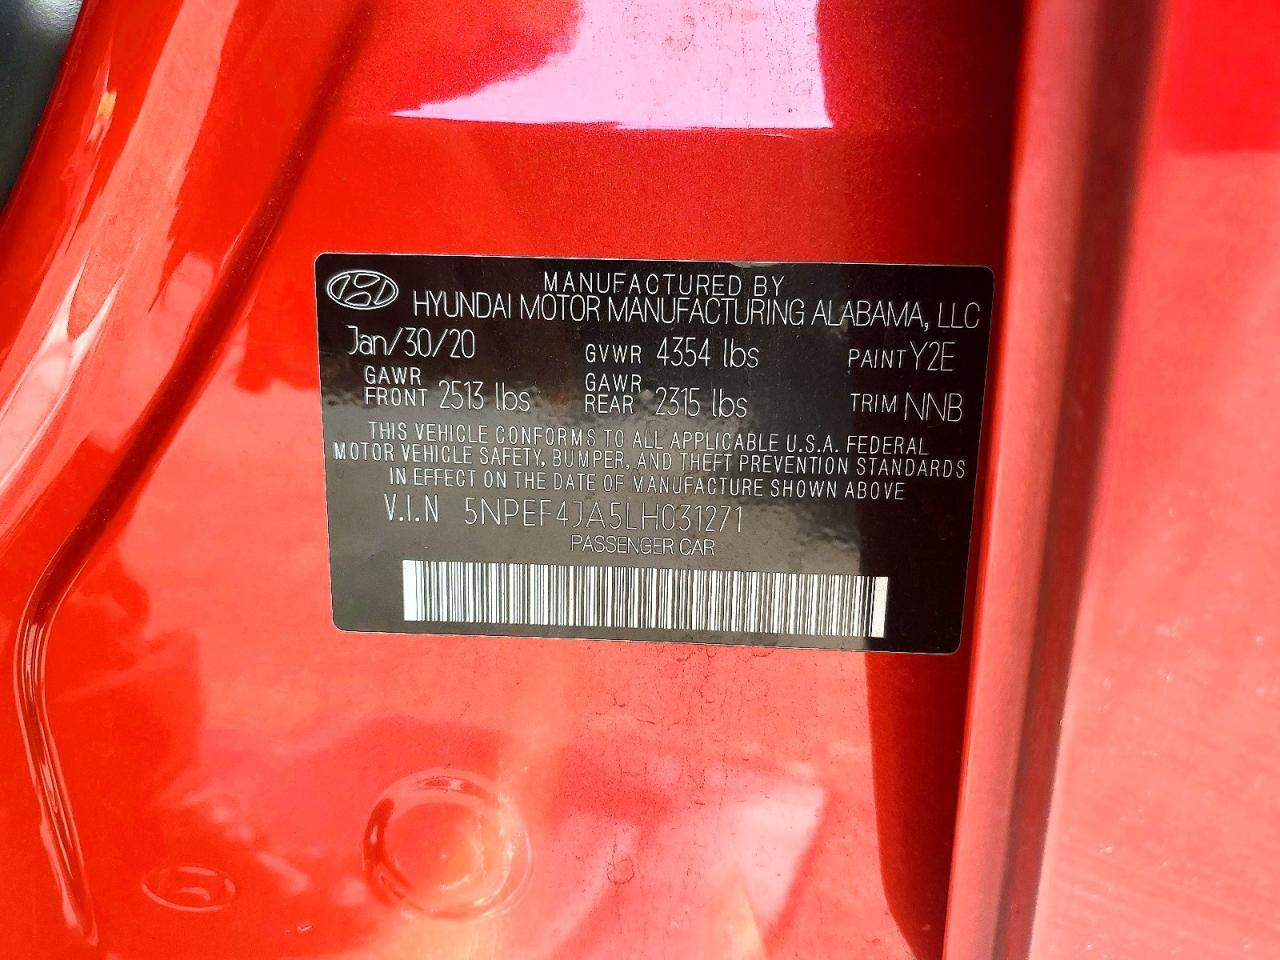 MANUFACTURED BY
HYUNDAI MOTOR MANUFACTURING ALABAMA, LLC
Jan/30/20 GVWR 4354 lbs PAINT Y2E
GAWR FRONT 2513 lbs GAWR REAR 2315 lbs TRIM NNB
THIS VEHICLE CONFORMS TO ALL APPLICABLE U.S.A. FEDERAL
MOTOR VEHICLE SAFETY, BUMPER, AND THEFT PREVENTION STANDARDS
IN EFFECT ON THE DATE OF MANUFACTURE SHOWN ABOVE
V.I.N 5NPEF4JA5LH031271
PASSENGER CAR